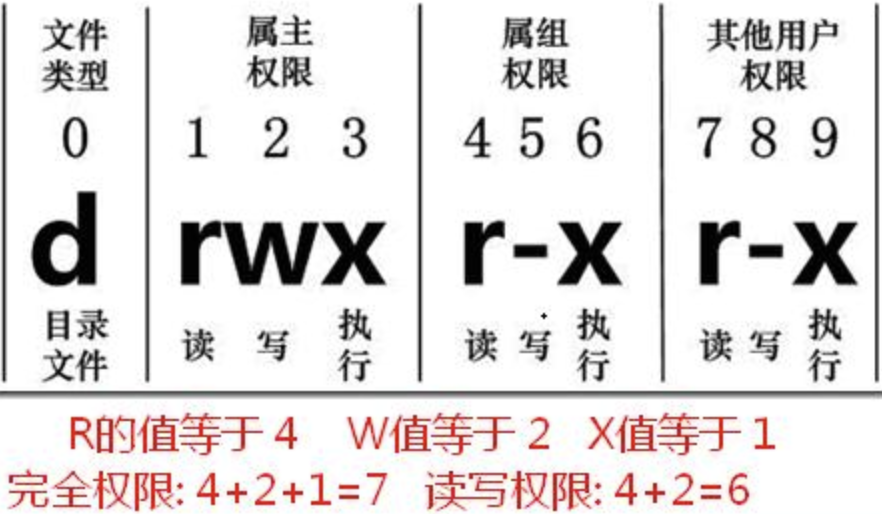 文件 属主 属组 其他用户
类型 权限 权限 权限
0 1 2 3 4 5 6 7 8 9
d rwx r-x r-x
目录 读 写 执 读 写 执 读 写 执
文件 行 行 行
R的值等于 4 W值等于 2 X值等于 1
完全权限: 4+2+1=7 读写权限: 4+2=6